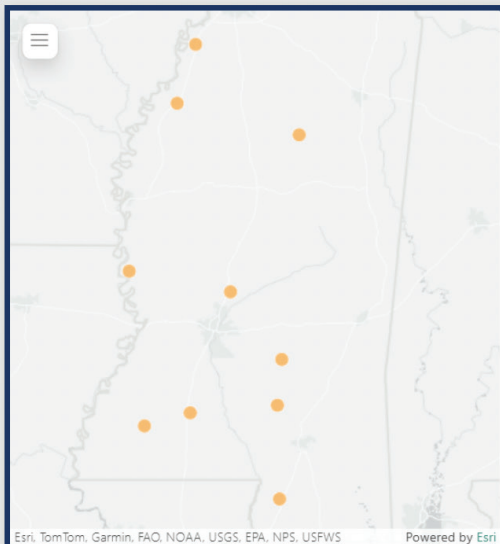 Esri, TomTom, Garmin, FAO, NOAA, USGS, EPA, NPS, USFWS Powered by Esri